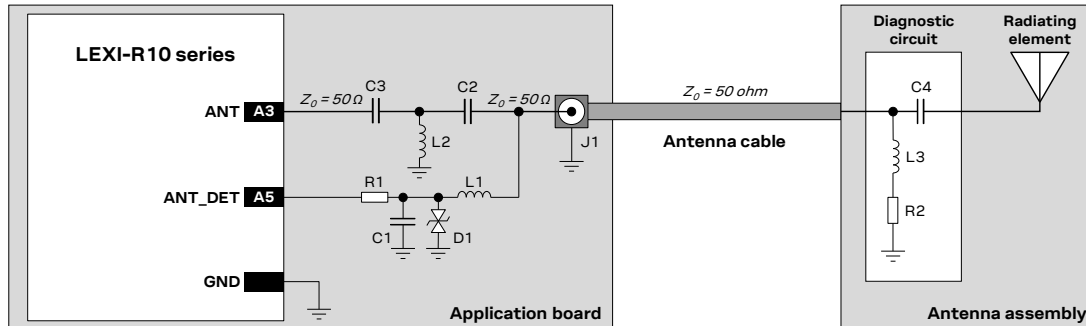 LEXI-R10 series
ANT
A3
Z0 = 50 Ω
C3
C2
Z0 = 50 Ω
L2
J1
ANT_DET
A5
R1
L1
C1
D1
GND
Application board
Z0 = 50 ohm
Antenna cable
Diagnostic
circuit
Radiating
element
C4
L3
R2
Antenna assembly